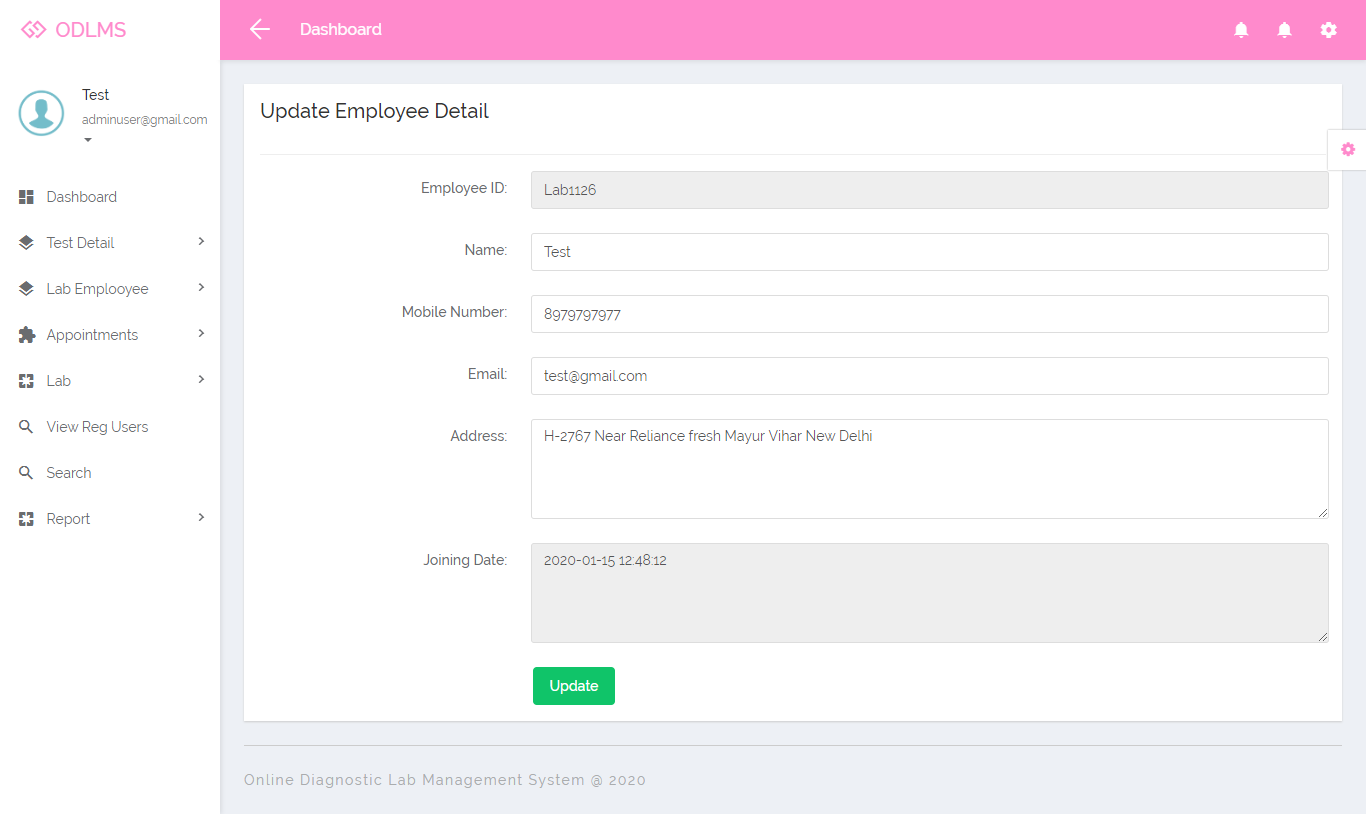 ODLMS
Dashboard
Test
adminuser@gmail.com
Dashboard
Test Detail
Lab Emplooyee
Appointments
Lab
View Reg Users
Search
Report
Update Employee Detail
Employee ID: Lab1126
Name: Test
Mobile Number: 8979797977
Email: test@gmail.com
Address: H-2767 Near Reliance fresh Mayur Vihar New Delhi
Joining Date: 2020-01-15 12:48:12
Update
Online Diagnostic Lab Management System @ 2020